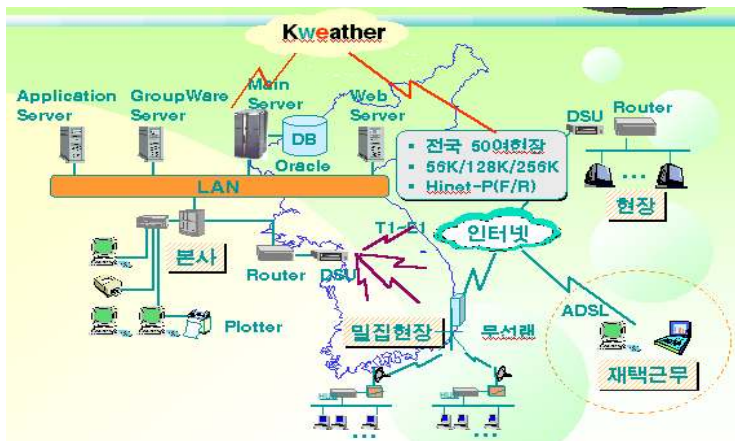 Kweather
Application Server
GroupWare Server
Main Server
DB
Oracle
Web Server
DSU
Router
• 전국 50여현장
• 56K/128K/256K
• Hinet-P(F/R)
현장
LAN
본사
Router
DSU
T1~E1
인터넷
Plotter
밀집현장
무선랜
ADSL
재택근무
HUB
HUB
...
...
...